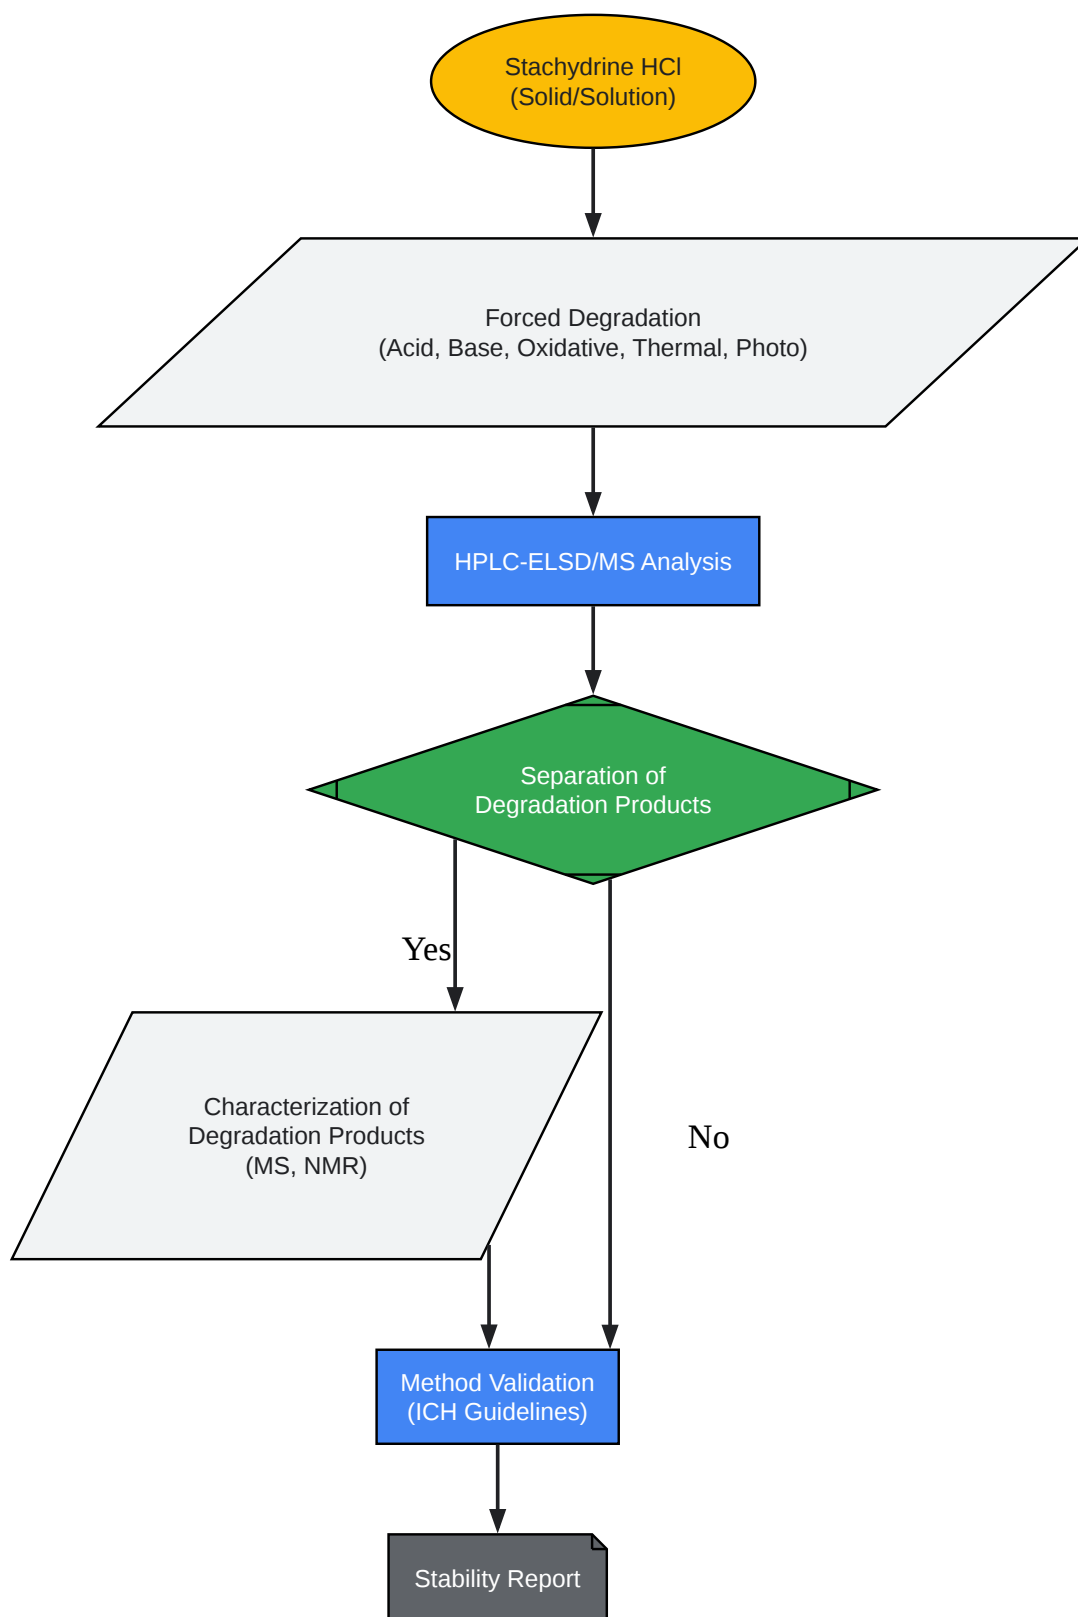 Stachydrine HCl
(Solid/Solution)
Forced Degradation
(Acid, Base, Oxidative, Thermal, Photo)
HPLC-ELSD/MS Analysis
Separation of
Degradation Products
Yes
Characterization of
Degradation Products
(MS, NMR)
No
Method Validation
(ICH Guidelines)
Stability Report